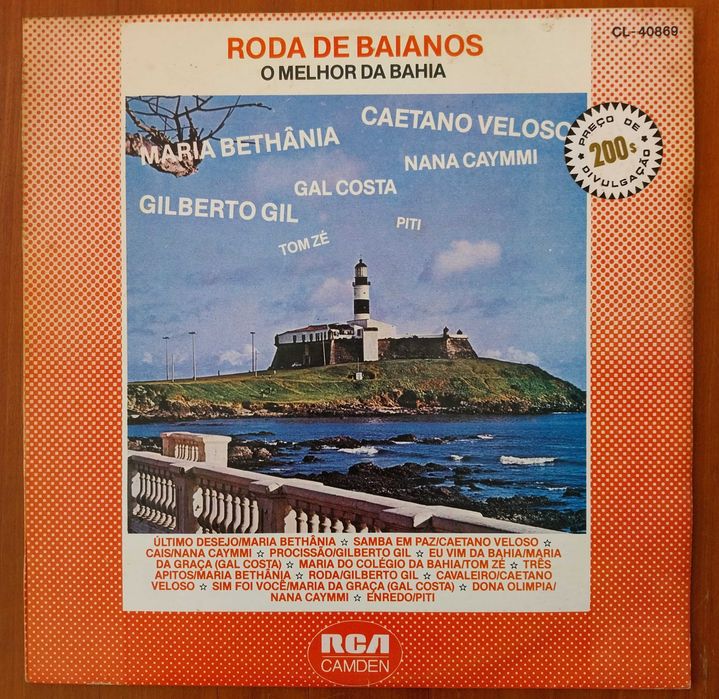 CL-40869
RODA DE BAIANOS
O MELHOR DA BAHIA
MARIA BETHÂNIA
CAETANO VELOSO
NANA CAYMMI
GAL COSTA
GILBERTO GIL
PITI
TOM ZÉ
PREÇO DE
200$
DIVULGAÇÃO
ÚLTIMO DESEJO/MARIA BETHÂNIA ☆ SAMBA EM PAZ/CAETANO VELOSO ☆
CAIS/NANA CAYMMI ☆ PROCISSÃO/GILBERTO GIL ☆ EU VIM DA BAHIA/MARIA
DA GRAÇA (GAL COSTA) ☆ MARIA DO COLÉGIO DA BAHIA/TOM ZÉ ☆ TRÊS
APITOS/MARIA BETHÂNIA ☆ RODA/GILBERTO GIL ☆ CAVALEIRO/CAETANO
VELOSO ☆ SIM FOI VOCÊ/MARIA DA GRAÇA (GAL COSTA) ☆ DONA OLIMPIA/
NANA CAYMMI ☆ ENREDO/PITI
RCA
CAMDEN